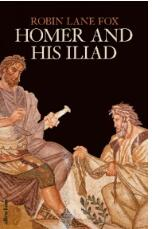 ROBIN LANE FOX
HOMER AND
HIS ILIAD